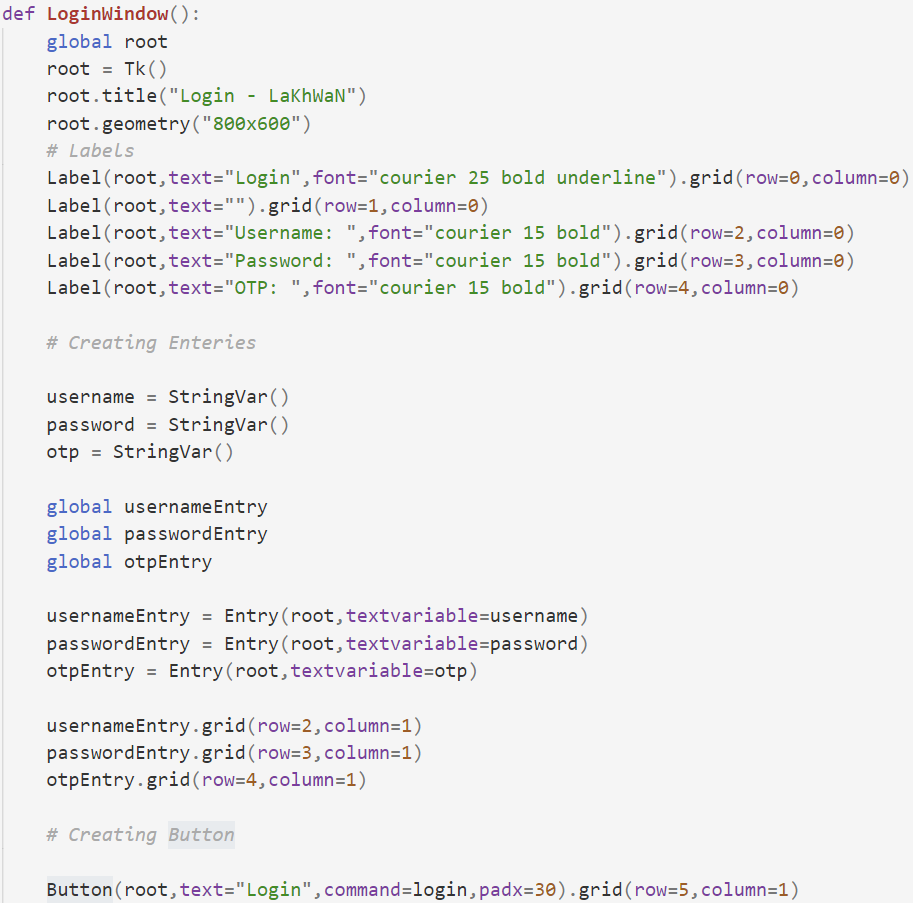 def LoginWindow():
    global root
    root = Tk()
    root.title("Login - LaKhWaN")
    root.geometry("800x600")
    # Labels
    Label(root,text="Login",font="courier 25 bold underline").grid(row=0,column=0)
    Label(root,text="").grid(row=1,column=0)
    Label(root,text="Username: ",font="courier 15 bold").grid(row=2,column=0)
    Label(root,text="Password: ",font="courier 15 bold").grid(row=3,column=0)
    Label(root,text="OTP: ",font="courier 15 bold").grid(row=4,column=0)

    # Creating Enteries

    username = StringVar()
    password = StringVar()
    otp = StringVar()

    global usernameEntry
    global passwordEntry
    global otpEntry

    usernameEntry = Entry(root,textvariable=username)
    passwordEntry = Entry(root,textvariable=password)
    otpEntry = Entry(root,textvariable=otp)

    usernameEntry.grid(row=2,column=1)
    passwordEntry.grid(row=3,column=1)
    otpEntry.grid(row=4,column=1)

    # Creating Button

    Button(root,text="Login",command=login,padx=30).grid(row=5,column=1)